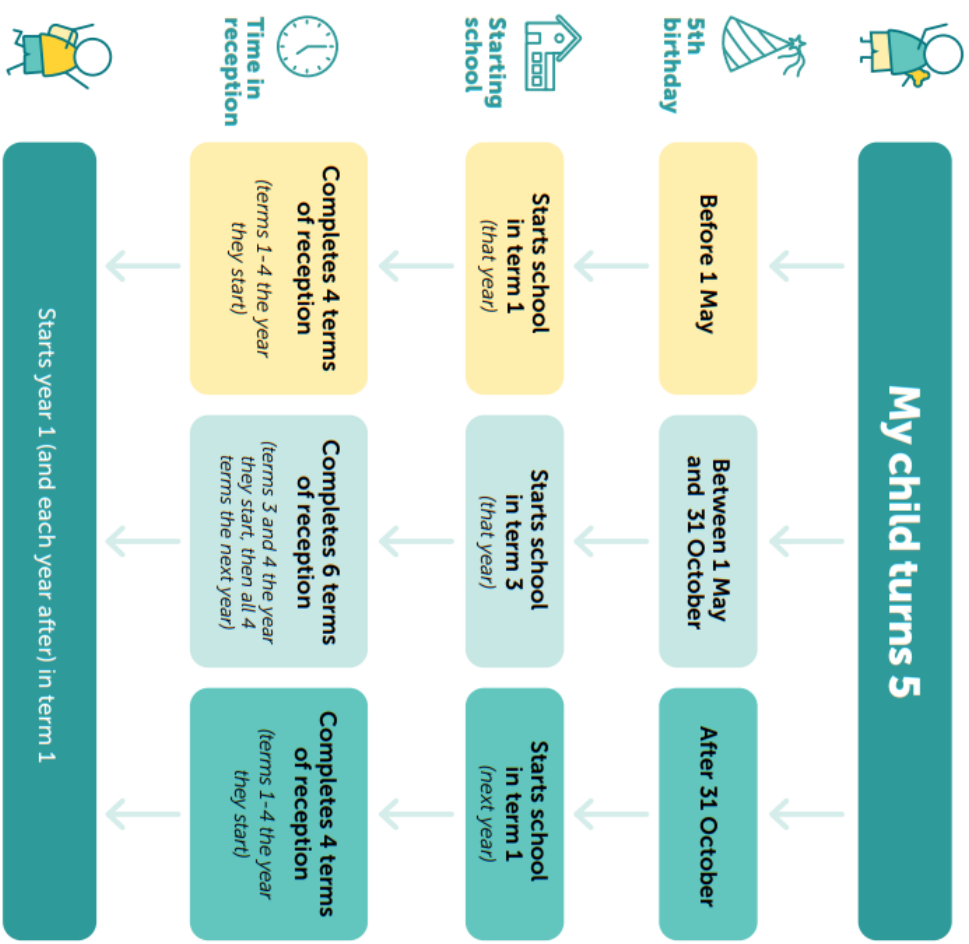 My child turns 5
5th
birthday
Before 1 May
Between 1 May
and 31 October
After 31 October
Starting
school
Starts school
in term 1
(that year)
Starts school
in term 3
(that year)
Starts school
in term 1
(next year)
Time in
reception
Completes 4 terms
of reception
(terms 1-4 the year
they start)
Completes 6 terms
of reception
(terms 3 and 4 the year
they start, then all 4
terms the next year)
Completes 4 terms
of reception
(terms 1-4 the year
they start)
Starts year 1 (and each year after) in term 1